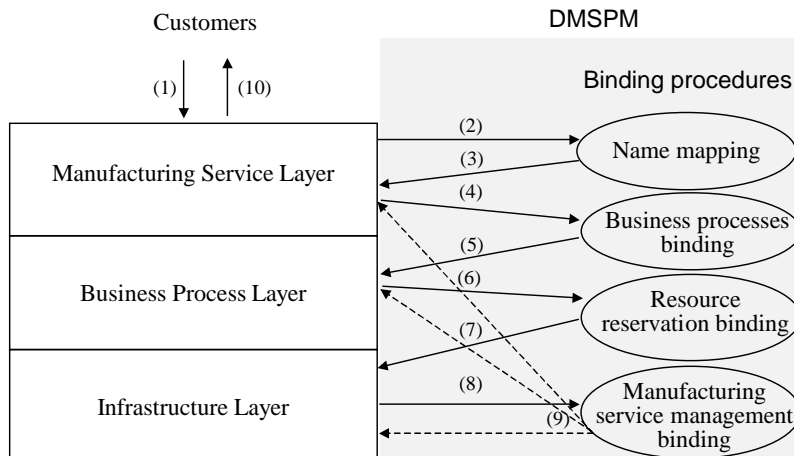 DMSPM
Customers
Binding procedures
(1)
(10)
(2)
Name mapping
(3)
Manufacturing Service Layer
(4)
Business processes
binding
(5)
(6)
Business Process Layer
Resource
reservation binding
(7)
(8)
Manufacturing
service management
binding
Infrastructure Layer
(9)